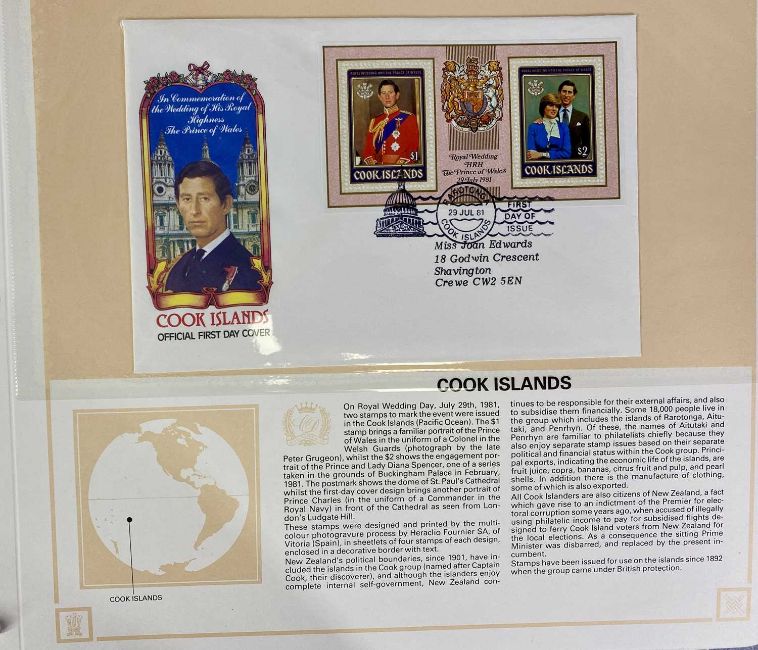 In Commemoration of
the Wedding of His Royal
Highness
The Prince of Wales
COOK ISLANDS
OFFICIAL FIRST DAY COVER
ROYAL WEDDING HRH THE PRINCE OF WALES
$1
COOK ISLANDS
Royal Wedding
HRH
The Prince of Wales
29 July 1981
ROYAL WEDDING HRH THE PRINCE OF WALES
$2
COOK ISLANDS
RAROTONGA
29 JUL 81
COOK ISLANDS
FIRST
DAY OF
ISSUE
Miss Joan Edwards
18 Godwin Crescent
Shavington
Crewe CW2 5EN
COOK ISLANDS
On Royal Wedding Day, July 29th, 1981,
two stamps to mark the event were issued
in the Cook Islands (Pacific Ocean). The $1
stamp brings a familiar portrait of the Prince
of Wales in the uniform of a Colonel in the
Welsh Guards (photograph by the late
Peter Grugeon), whilst the $2 shows the engagement por-
trait of the Prince and Lady Diana Spencer, one of a series
taken in the grounds of Buckingham Palace in February,
1981. The postmark shows the dome of St. Paul's Cathedral
whilst the first-day cover design brings another portrait of
Prince Charles (in the uniform of a Commander in the
Royal Navy) in front of the Cathedral as seen from Lon-
don's Ludgate Hill.
These stamps were designed and printed by the multi-
colour photogravure process by Heraclio Fournier SA, of
Vitoria (Spain), in sheetlets of four stamps of each design,
enclosed in a decorative border with text.
New Zealand's political bounderies, since 1901, have in-
cluded the islands in the Cook group (named after Captain
Cook, their discoverer), and although the islanders enjoy
complete internal self-government, New Zealand con-
tinues to be responsible for their external affairs, and also
to subsidise them financially. Some 18,000 people live in
the group which includes the islands of Rarotonga, Aitu-
taki, and Penrhyn. Of these, the names of Aitutaki and
Penrhyn are familiar to philatelists chiefly because they
also enjoy separate stamp issues based on their separate
political and financial status within the Cook group. Princi-
pal exports, indicating the economic life of the islands, are
fruit juice, copra, bananas, citrus fruit and pulp, and pearl
shells. In addition there is the manufacture of clothing,
some of which is also exported.
All Cook Islanders are also citizens of New Zealand, a fact
which gave rise to an indictment of the Premier for elec-
toral corruption some years ago, when accused of illegally
using philatelic income to pay for subsidised flights de-
signed to ferry Cook Island voters from New Zealand for
the local elections. As a consequence the sitting Prime
Minister was disbarred, and replaced by the present in-
cumbent.
Stamps have been issued for use on the islands since 1892
when the group came under British protection.
COOK ISLANDS